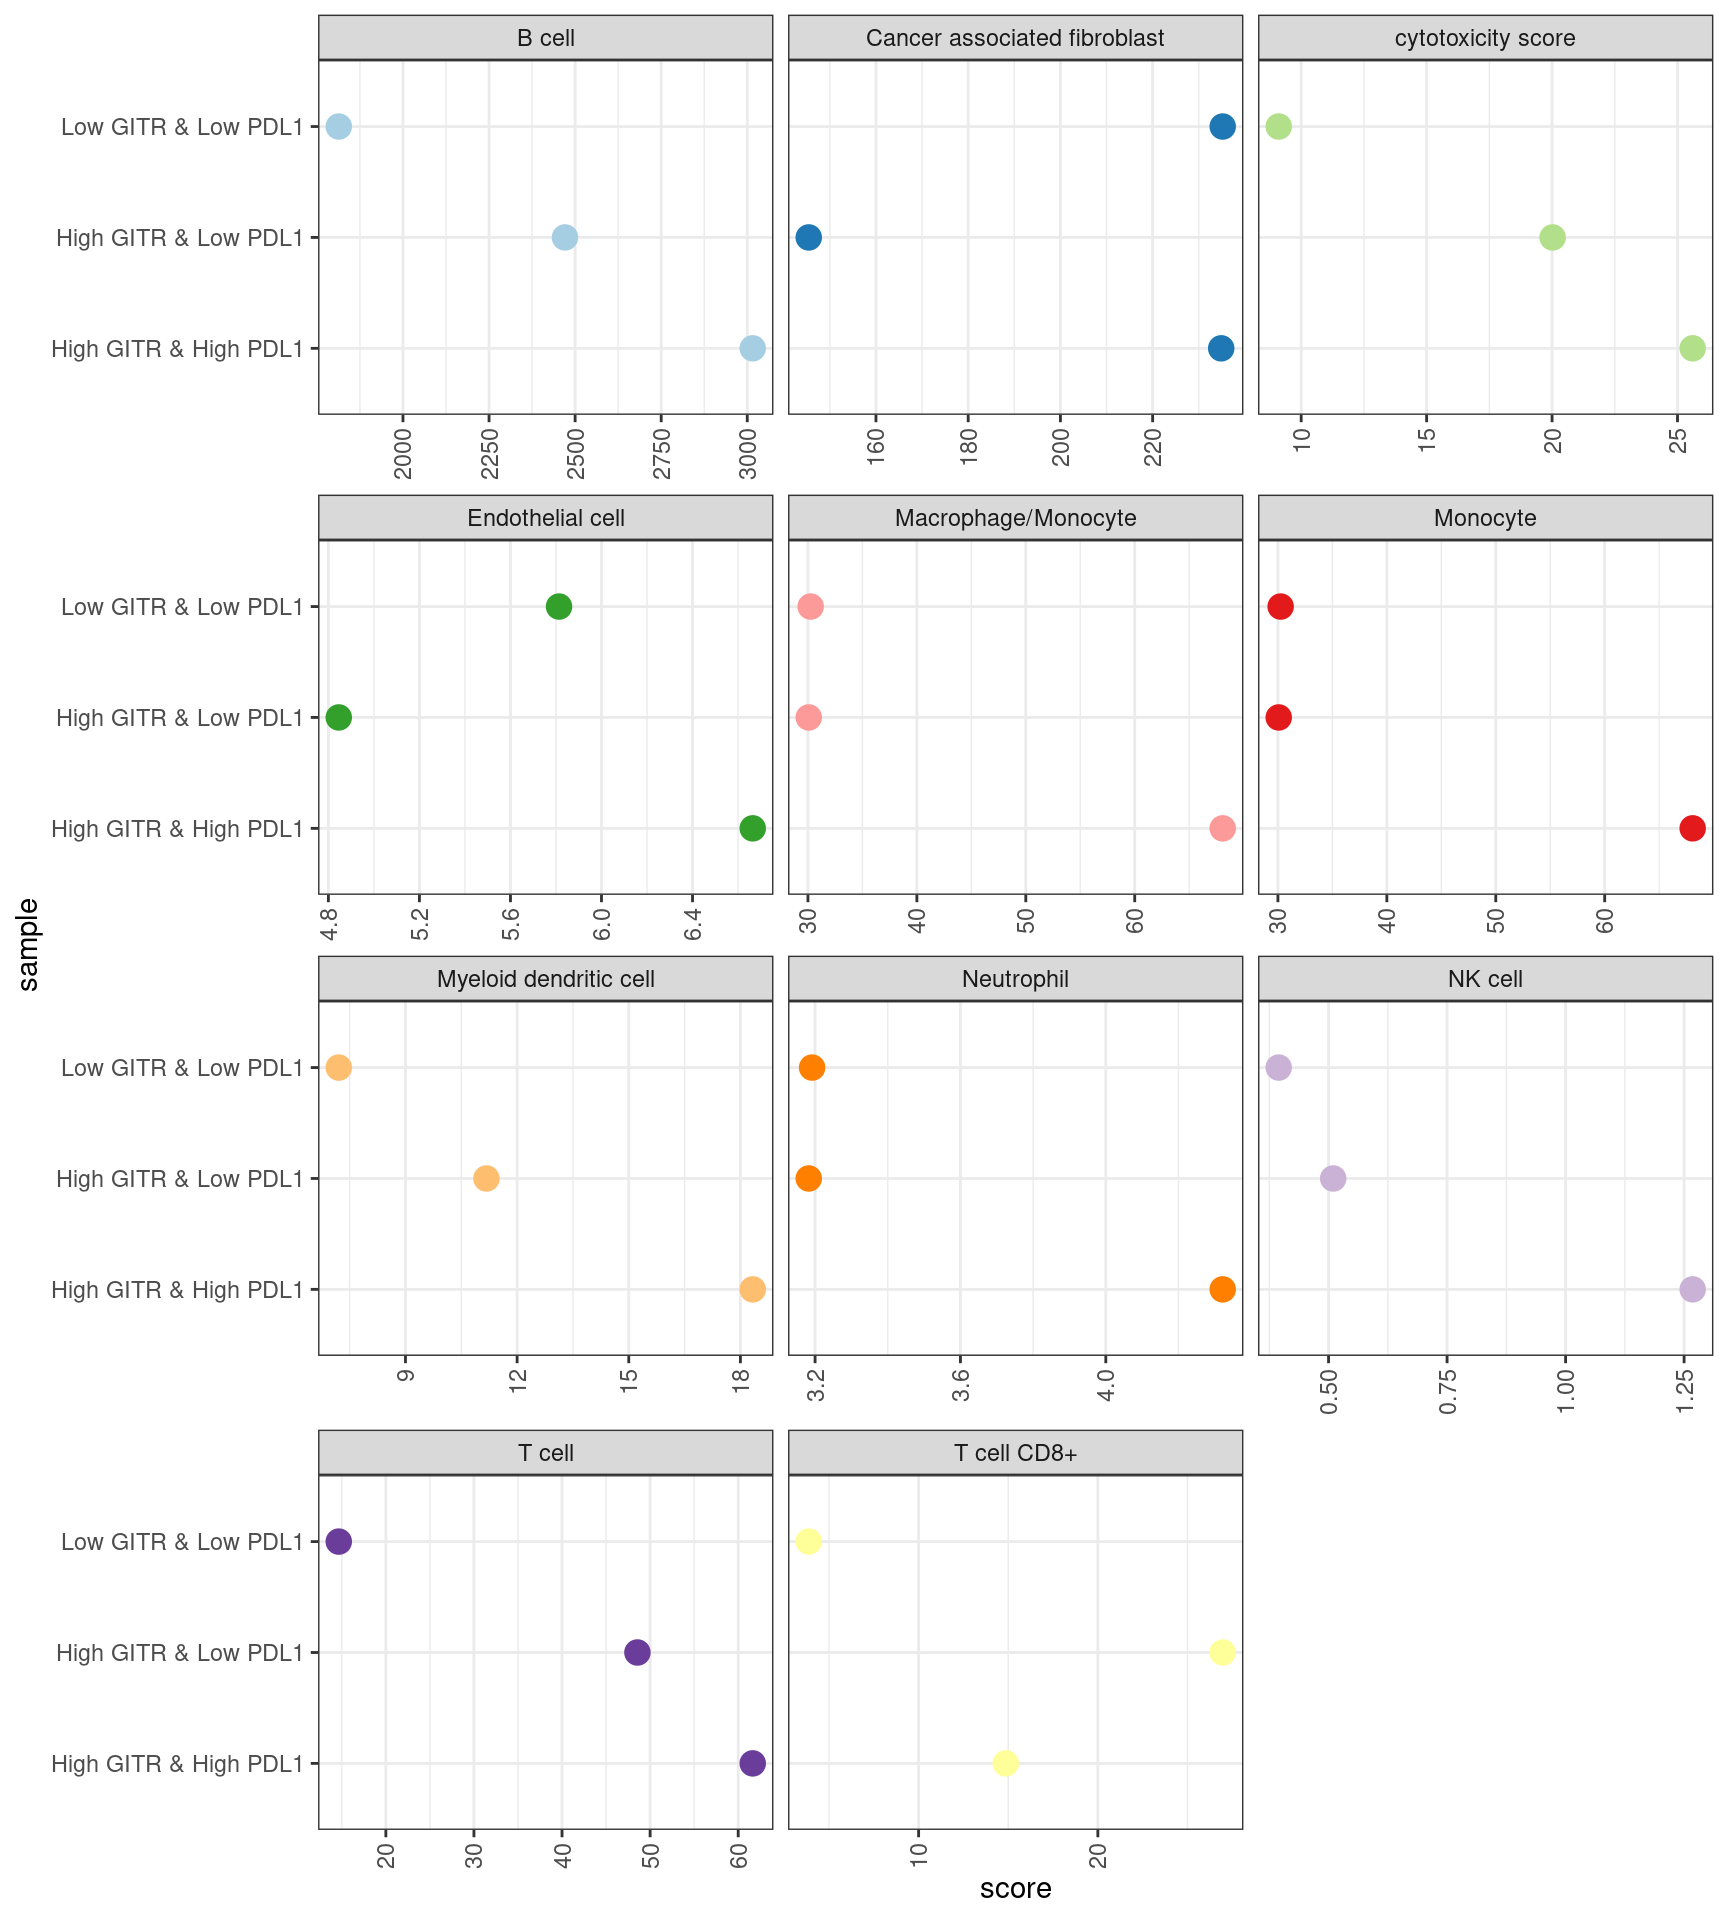 B cell
Cancer associated fibroblast
cytotoxicity score
Low GITR & Low PDL1
High GITR & Low PDL1
High GITR & High PDL1
2000 2250 2500 2750 3000
160 180 200 220
10 15 20 25
Endothelial cell
Macrophage/Monocyte
Monocyte
Low GITR & Low PDL1
High GITR & Low PDL1
High GITR & High PDL1
4.8 5.2 5.6 6.0 6.4
30 40 50 60
30 40 50 60
sample
Myeloid dendritic cell
Neutrophil
NK cell
Low GITR & Low PDL1
High GITR & Low PDL1
High GITR & High PDL1
9 12 15 18
3.2 3.6 4.0
0.50 0.75 1.00 1.25
T cell
T cell CD8+
Low GITR & Low PDL1
High GITR & Low PDL1
High GITR & High PDL1
20 30 40 50 60
10 20
score